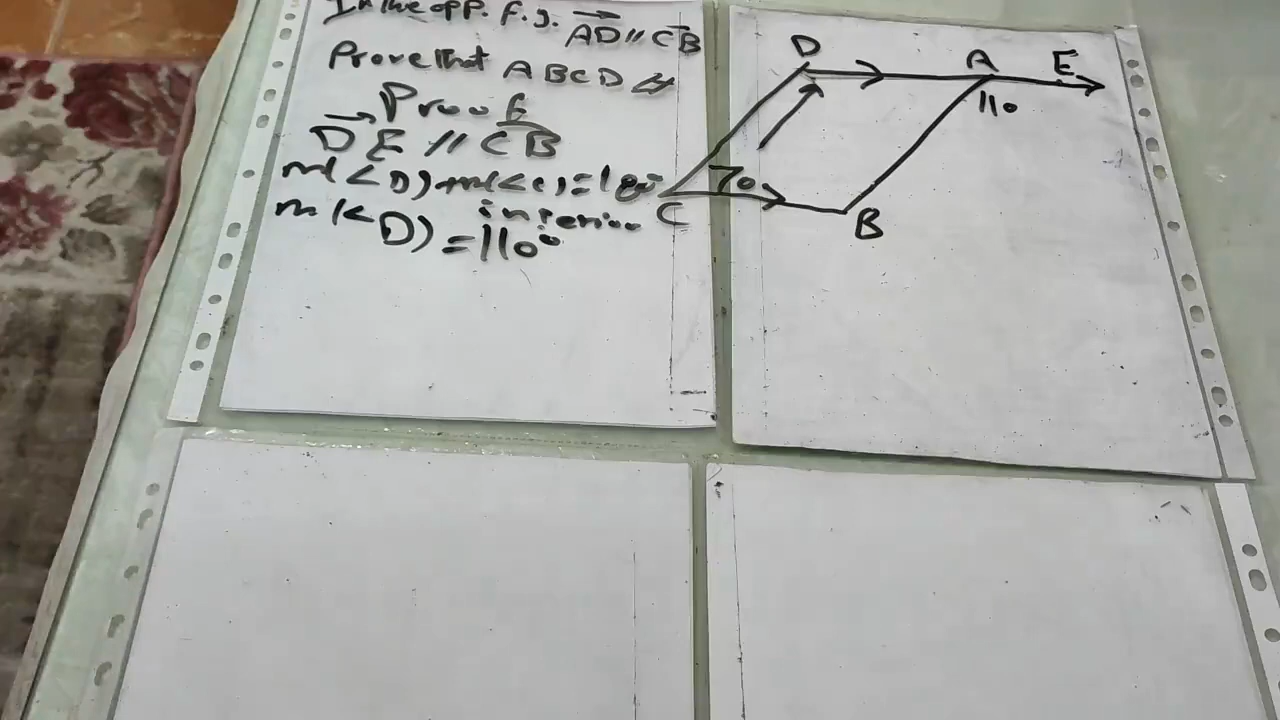 In the opp. f.g. AD // CB
Prove that ABCD ▱
Proof
DE // CB
m(<D)+m(<C)=180
interior
m(<D)=110°
D
A
E
110
70
C
B